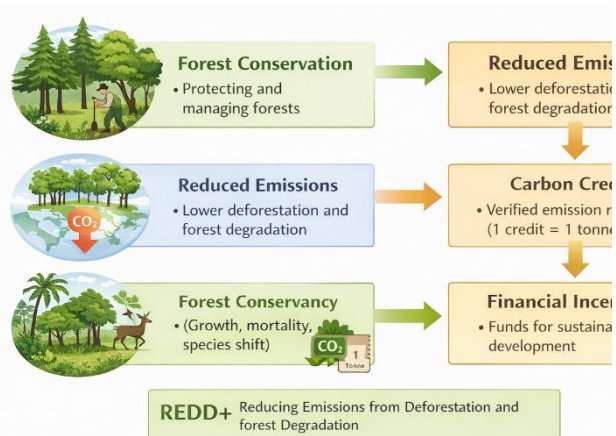 Forest Conservation
• Protecting and
managing forests
Reduced Emis
• Lower deforestatio
forest degradation
CO₂
Reduced Emissions
• Lower deforestation and
forest degradation
Carbon Cre
• Verified emission r
(1 credit = 1 tonne
Forest Conservancy
• (Growth, mortality,
species shift)
CO₂
1
Tonne
Financial Incen
• Funds for sustaina
development
REDD+ Reducing Emissions from Deforestation and
forest Degradation